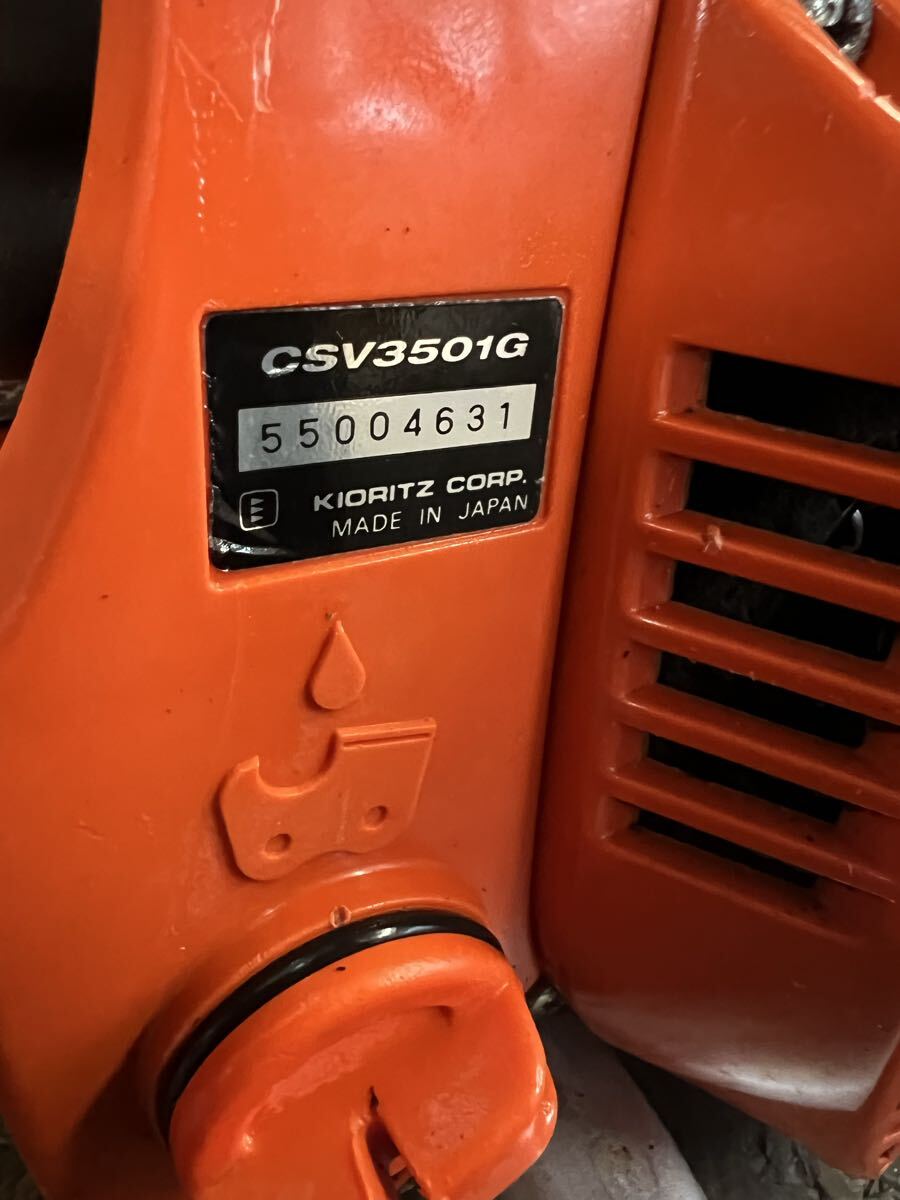 CSV3501G
55004631
KIORITZ CORP.
MADE IN JAPAN